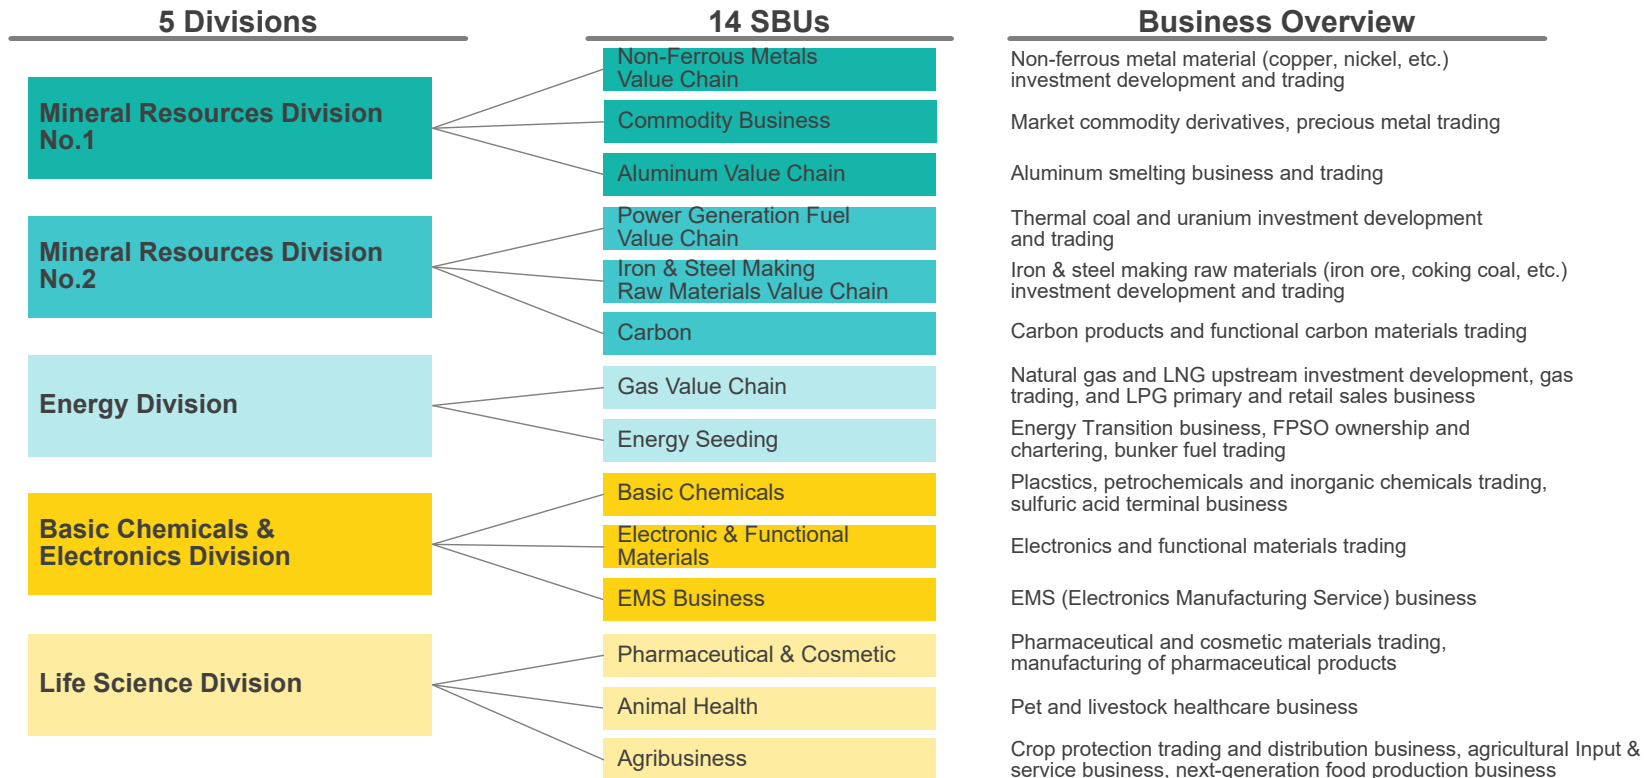 5 Divisions
14 SBUs
Business Overview
Mineral Resources Division
No.1
Non-Ferrous Metals
Value Chain
Non-ferrous metal material (copper, nickel, etc.)
investment development and trading
Commodity Business
Market commodity derivatives, precious metal trading
Aluminum Value Chain
Aluminum smelting business and trading
Mineral Resources Division
No.2
Power Generation Fuel
Value Chain
Thermal coal and uranium investment development
and trading
Iron & Steel Making
Raw Materials Value Chain
Iron & steel making raw materials (iron ore, coking coal, etc.)
investment development and trading
Carbon
Carbon products and functional carbon materials trading
Energy Division
Gas Value Chain
Natural gas and LNG upstream investment development, gas
trading, and LPG primary and retail sales business
Energy Seeding
Energy Transition business, FPSO ownership and
chartering, bunker fuel trading
Basic Chemicals &
Electronics Division
Basic Chemicals
Placstics, petrochemicals and inorganic chemicals trading,
sulfuric acid terminal business
Electronic & Functional
Materials
Electronics and functional materials trading
EMS Business
EMS (Electronics Manufacturing Service) business
Life Science Division
Pharmaceutical & Cosmetic
Pharmaceutical and cosmetic materials trading,
manufacturing of pharmaceutical products
Animal Health
Pet and livestock healthcare business
Agribusiness
Crop protection trading and distribution business, agricultural Input &
service business, next-generation food production business